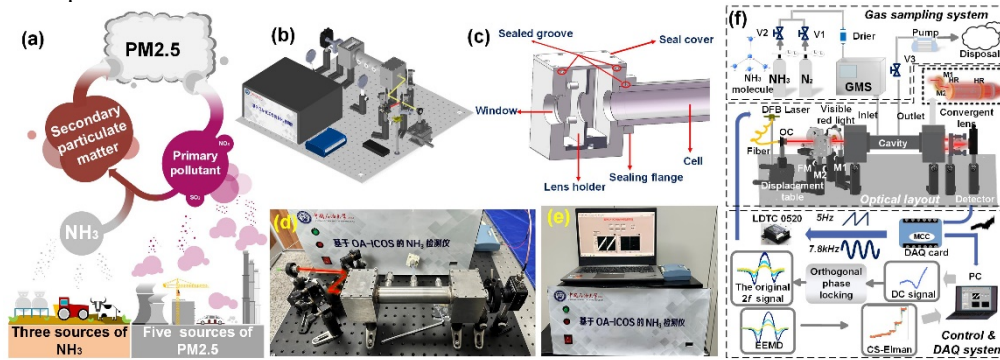 (a)
PM2.5
Secondary
particulate
matter
NOx
Primary
pollutant
SO2
NH3
Three sources of
NH3
Five sources of
PM2.5
(b)
(c)
Sealed groove
Seal cover
Window
Cell
Lens holder
Sealing flange
(d)
基于 OA-ICOS 的 NH3 检测仪
(e)
基于 OA-ICOS 的 NH3 检测仪
(f)
Gas sampling system
V2
V1
Drier
Pump
V3
Disposal
NH3
molecule
NH3
N2
GMS
M1
HR
HR
M2
DFB Laser
Visible
red light
Inlet
Outlet
Convergent
lens
OC
Fiber
Cavity
FM
M2
M1
Displacement
table
Optical layout
Detector
LDTC 0520
5Hz
7.8kHz
MCC
DAQ card
PC
The original
2f signal
Orthogonal
phase
locking
DC signal
EEMD
CS-Elman
Control &
DAQ system